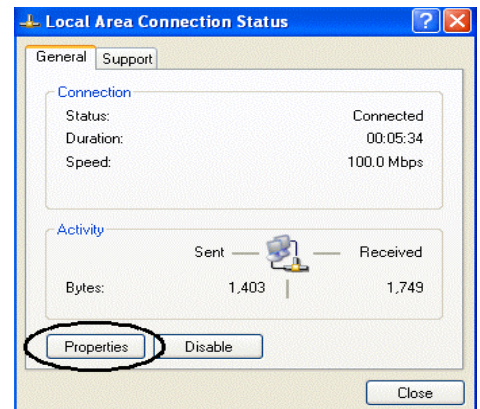 Local Area Connection Status
General Support
Connection
Status: Connected
Duration: 00:05:34
Speed: 100.0 Mbps
Activity
Sent — — Received
Bytes: 1,403 1,749
Properties Disable
Close